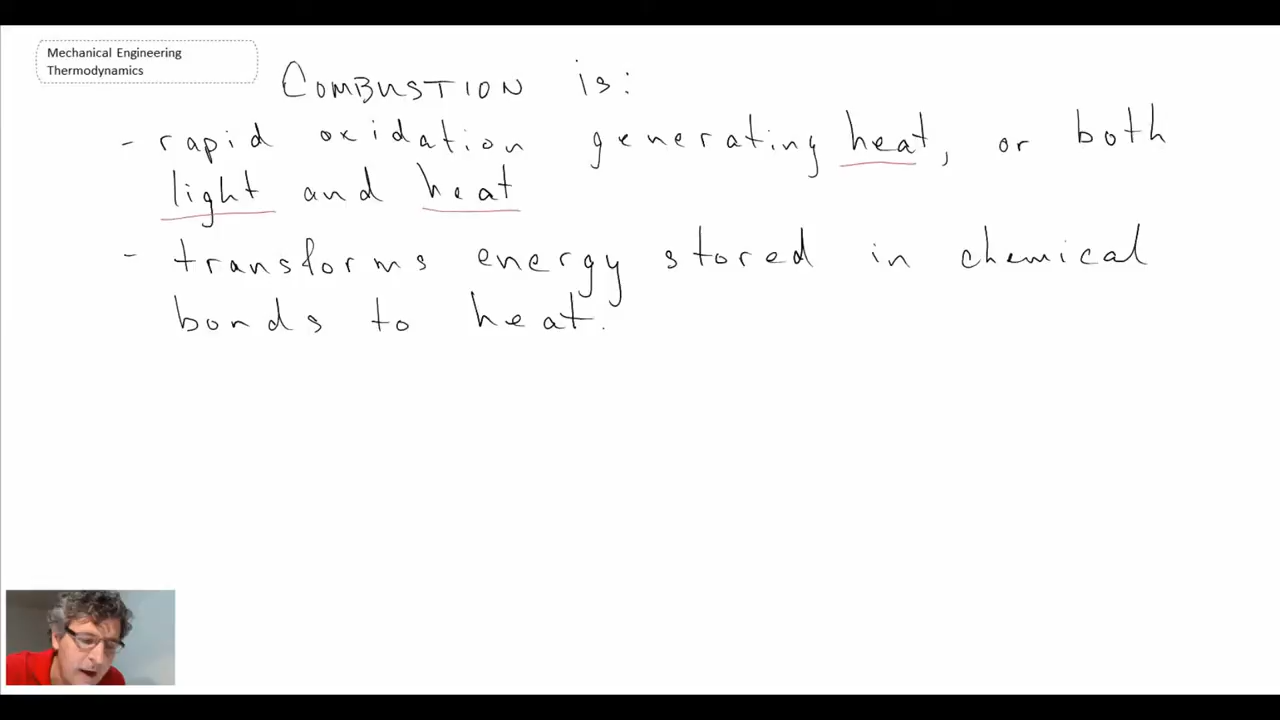 Mechanical Engineering
Thermodynamics
COMBUSTION is:
- rapid oxidation generating heat, or both
light and heat
- transforms energy stored in chemical
bonds to heat.